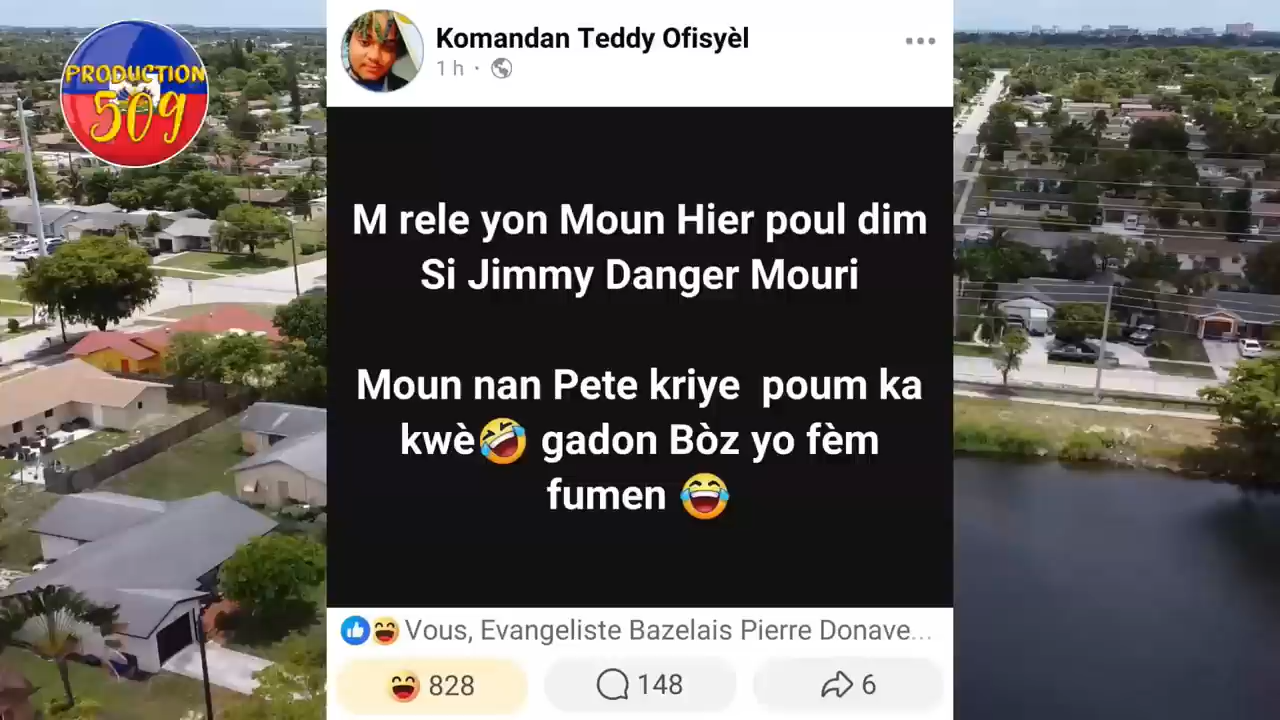 PRODUCTION
509
Komandan Teddy Ofisyèl
1 h ·
M rele yon Moun Hier poul dim
Si Jimmy Danger Mouri
Moun nan Pete kriye poum ka
kwè🤣 gadon Bòz yo fèm
fumen 😂
Vous, Evangeliste Bazelais Pierre Donave...
828
148
6